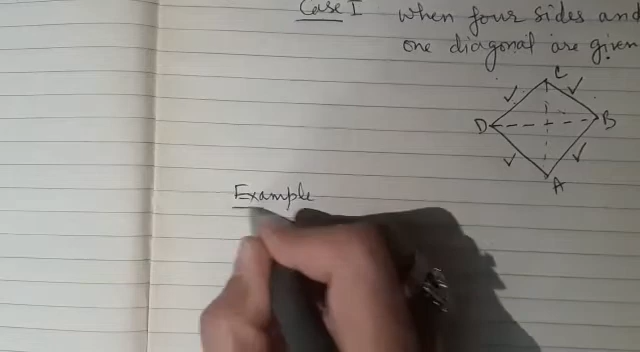 Case I When four sides and
one diagonal are given
C
D
B
A
Example